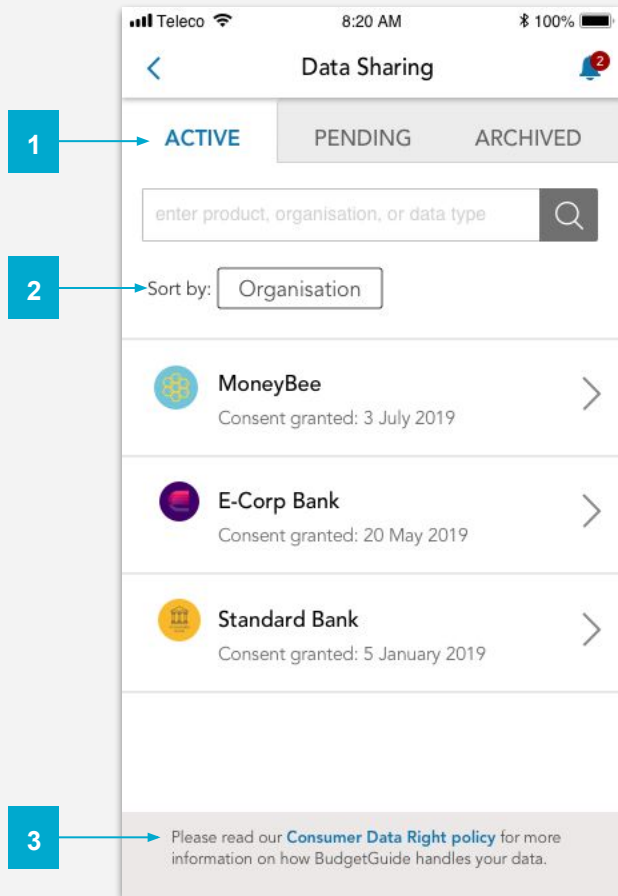 Teleco 8:20 AM 100%
Data Sharing 2
1 ACTIVE PENDING ARCHIVED
enter product, organisation, or data type
2 Sort by: Organisation
MoneyBee
Consent granted: 3 July 2019
E-Corp Bank
Consent granted: 20 May 2019
Standard Bank
Consent granted: 5 January 2019
3 Please read our Consumer Data Right policy for more
information on how BudgetGuide handles your data.